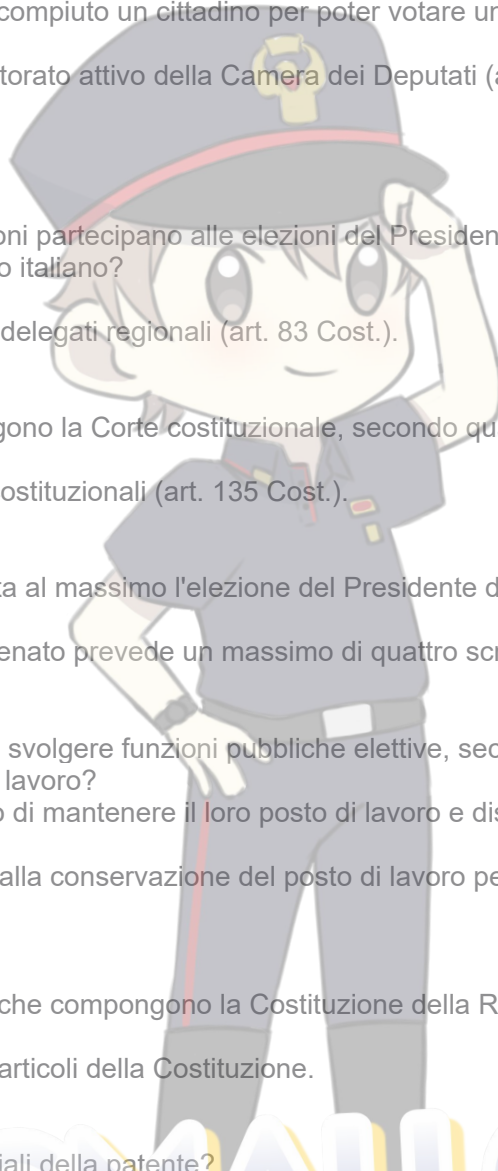 compiuto un cittadino per poter votare
torato attivo della Camera dei Deputati
oni partecipano alle elezioni del Presiden
o italiano?
delegati regionali (art. 83 Cost.).
gono la Corte costituzionale, secondo qu
ostituzionali (art. 135 Cost.).
ta al massimo l'elezione del Presidente d
enato prevede un massimo di quattro scr
svolgere funzioni pubbliche elettive, sec
lavoro?
o di mantenere il loro posto di lavoro e dis
alla conservazione del posto di lavoro pe
che compongono la Costituzione della R
articoli della Costituzione.
iali della patente?